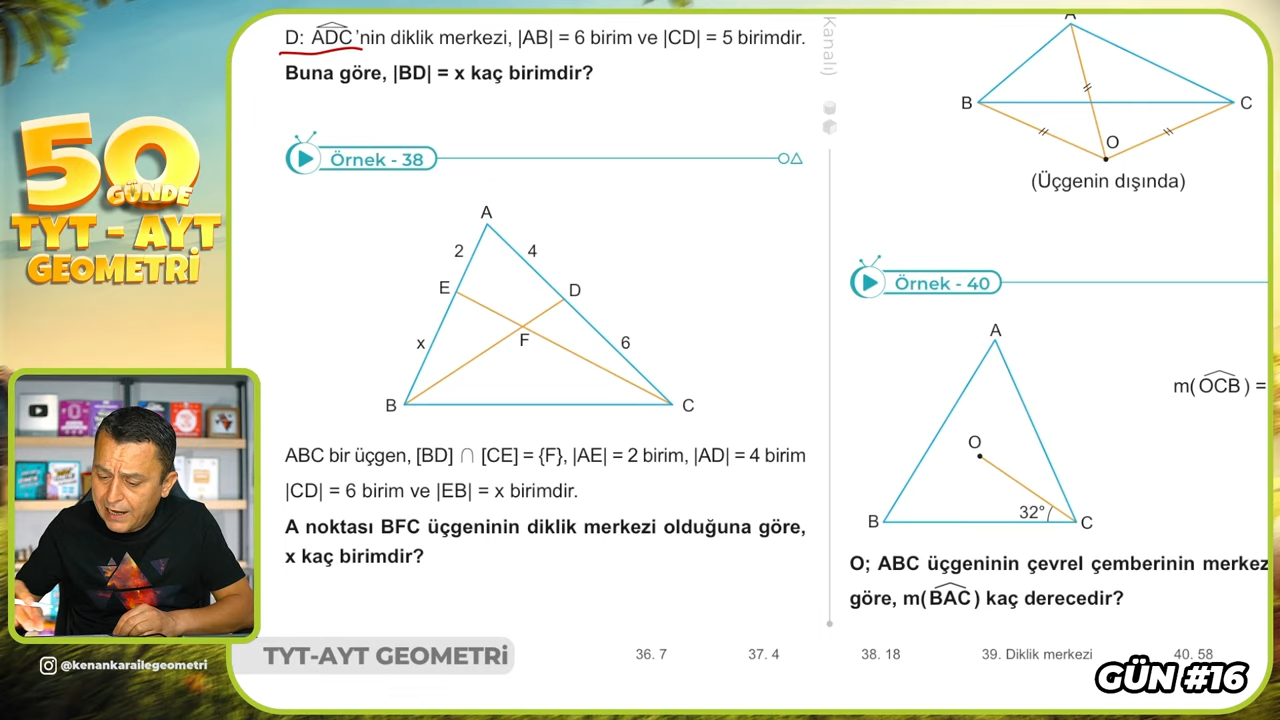 50
GÜNDE
TYT - AYT
GEOMETRİ
@kenankarailegeometri
D: ADC'nin diklik merkezi, |AB| = 6 birim ve |CD| = 5 birimdir.
Buna göre, |BD| = x kaç birimdir?
Örnek - 38
A
2
4
E
D
x
F
6
B
C
ABC bir üçgen, [BD] ∩ [CE] = {F}, |AE| = 2 birim, |AD| = 4 birim
|CD| = 6 birim ve |EB| = x birimdir.
A noktası BFC üçgeninin diklik merkezi olduğuna göre,
x kaç birimdir?
Kanalı)
A
B
C
O
(Üçgenin dışında)
Örnek - 40
A
m(OCB) =
O
32°
B
C
O; ABC üçgeninin çevrel çemberinin merkez
göre, m(BAC) kaç derecedir?
TYT-AYT GEOMETRİ
36. 7
37. 4
38. 18
39. Diklik merkezi
40. 58
GÜN #16